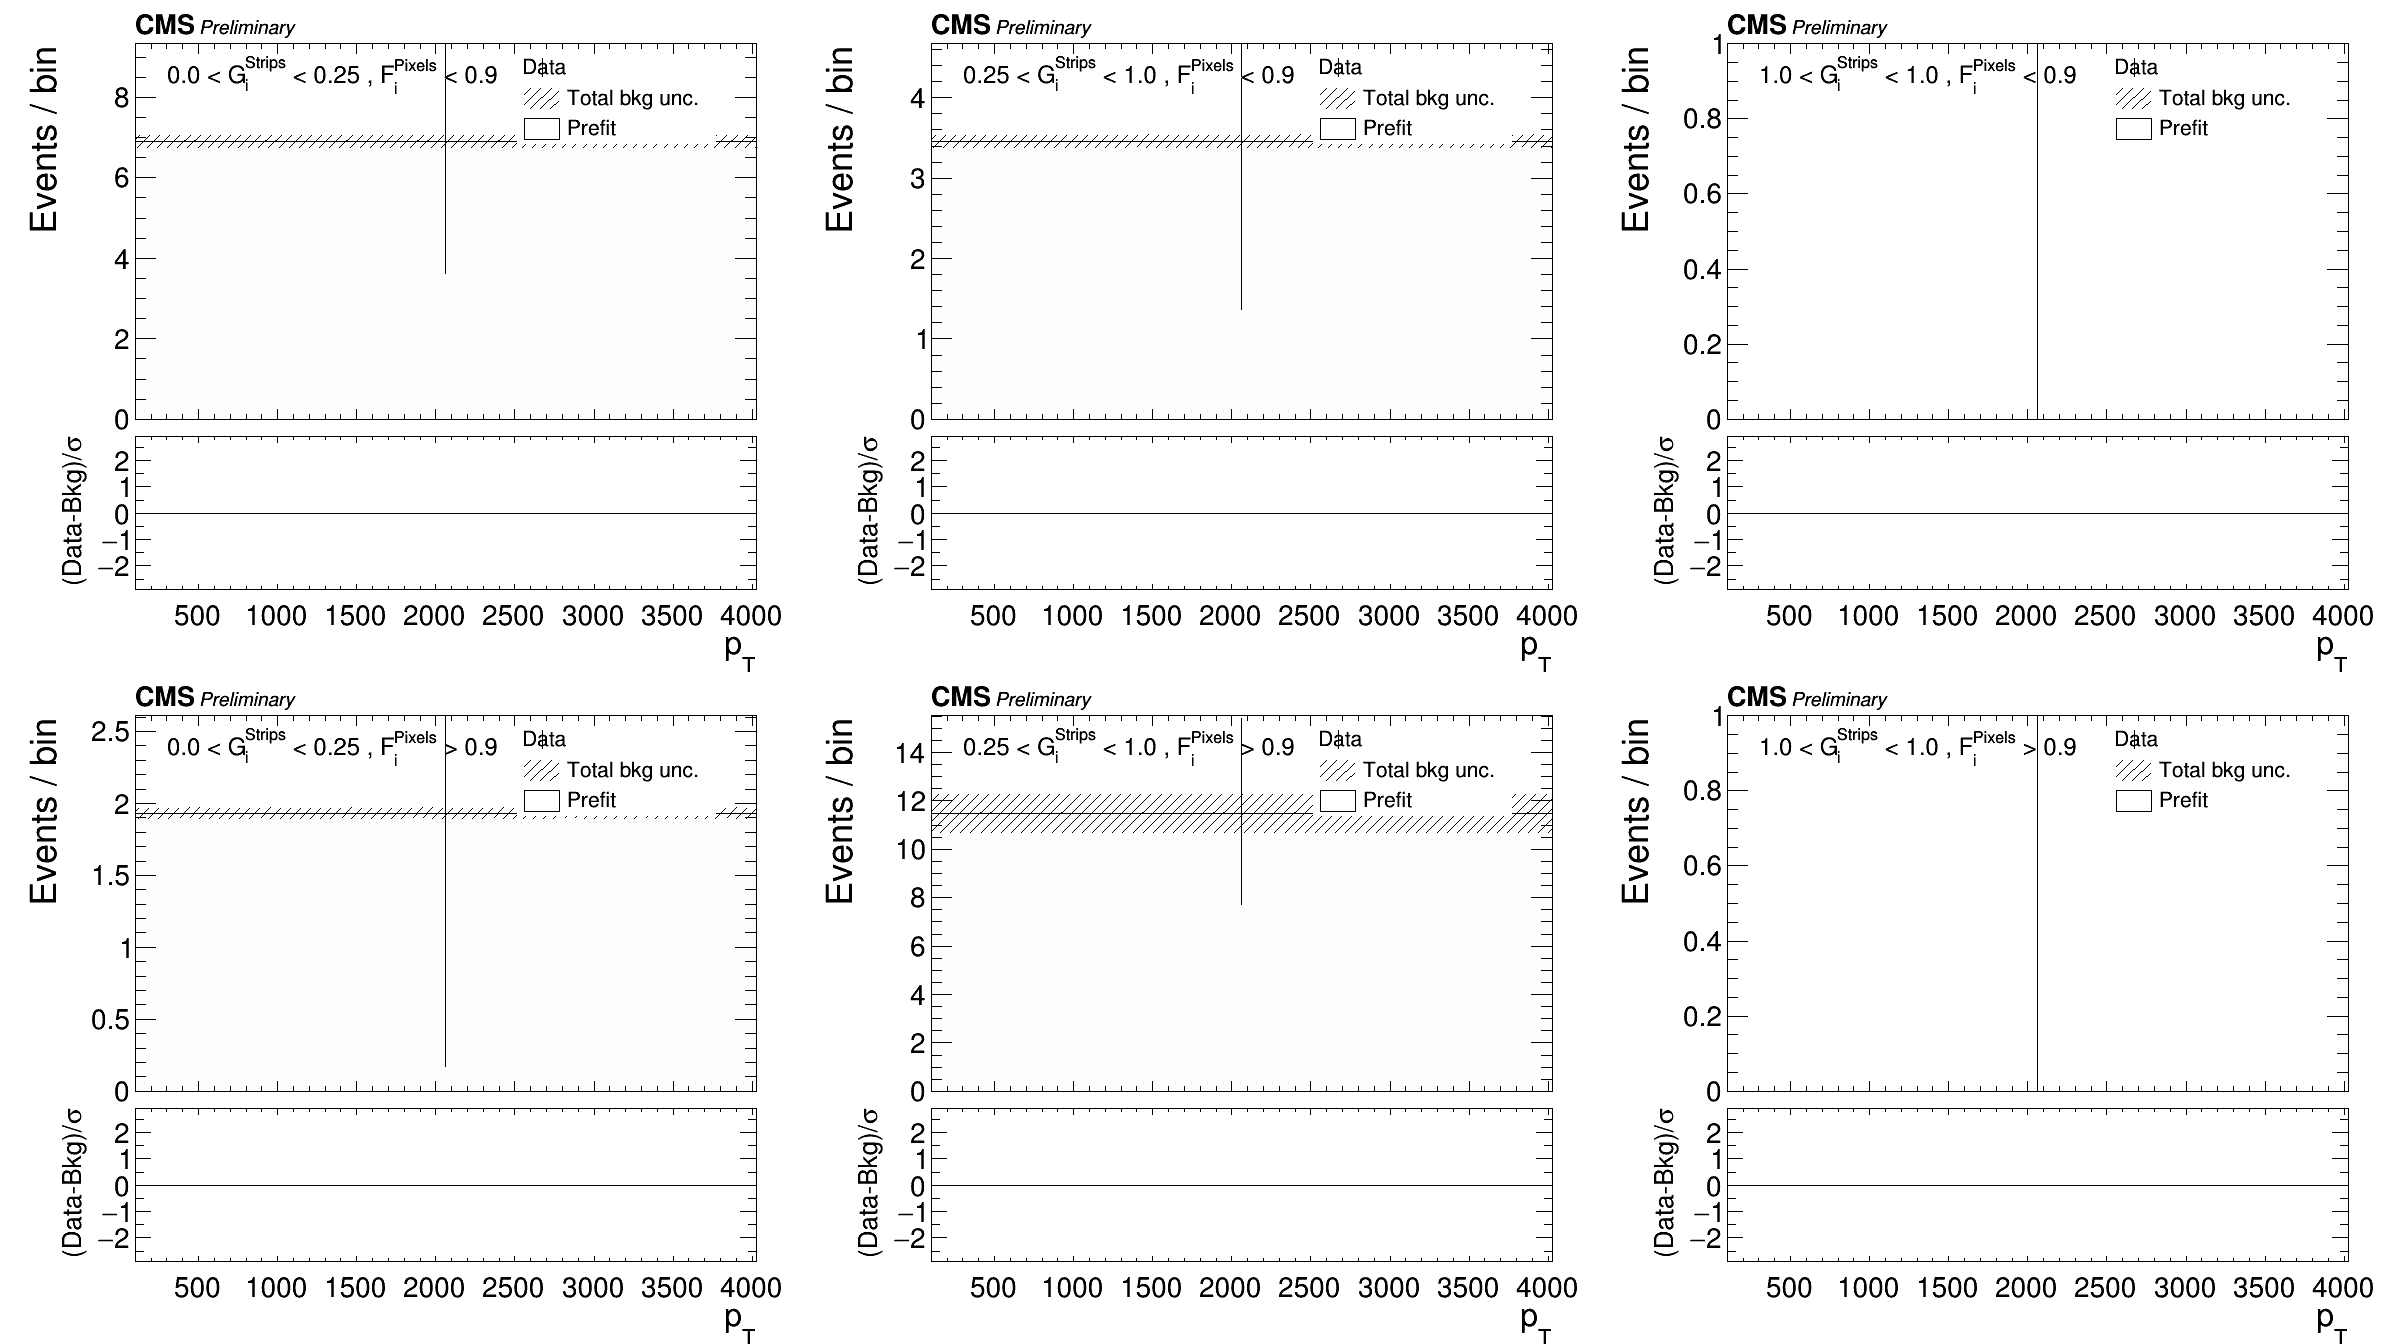 CMS Preliminary
Events / bin
0.0 < G_i^Strips < 0.25 , F_i^Pixels < 0.9
Data
Total bkg unc.
Prefit
8
6
4
2
0
(Data-Bkg)/σ
2
1
0
−1
−2
500 1000 1500 2000 2500 3000 3500 4000
p_T
CMS Preliminary
Events / bin
0.25 < G_i^Strips < 1.0 , F_i^Pixels < 0.9
Data
Total bkg unc.
Prefit
4
3
2
1
0
(Data-Bkg)/σ
2
1
0
−1
−2
500 1000 1500 2000 2500 3000 3500 4000
p_T
CMS Preliminary
Events / bin
1.0 < G_i^Strips < 1.0 , F_i^Pixels < 0.9
Data
Total bkg unc.
Prefit
1
0.8
0.6
0.4
0.2
0
(Data-Bkg)/σ
2
1
0
−1
−2
500 1000 1500 2000 2500 3000 3500 4000
p_T
CMS Preliminary
Events / bin
0.0 < G_i^Strips < 0.25 , F_i^Pixels > 0.9
Data
Total bkg unc.
Prefit
2.5
2
1.5
1
0.5
0
(Data-Bkg)/σ
2
1
0
−1
−2
500 1000 1500 2000 2500 3000 3500 4000
p_T
CMS Preliminary
Events / bin
0.25 < G_i^Strips < 1.0 , F_i^Pixels > 0.9
Data
Total bkg unc.
Prefit
14
12
10
8
6
4
2
0
(Data-Bkg)/σ
2
1
0
−1
−2
500 1000 1500 2000 2500 3000 3500 4000
p_T
CMS Preliminary
Events / bin
1.0 < G_i^Strips < 1.0 , F_i^Pixels > 0.9
Data
Total bkg unc.
Prefit
1
0.8
0.6
0.4
0.2
0
(Data-Bkg)/σ
2
1
0
−1
−2
500 1000 1500 2000 2500 3000 3500 4000
p_T